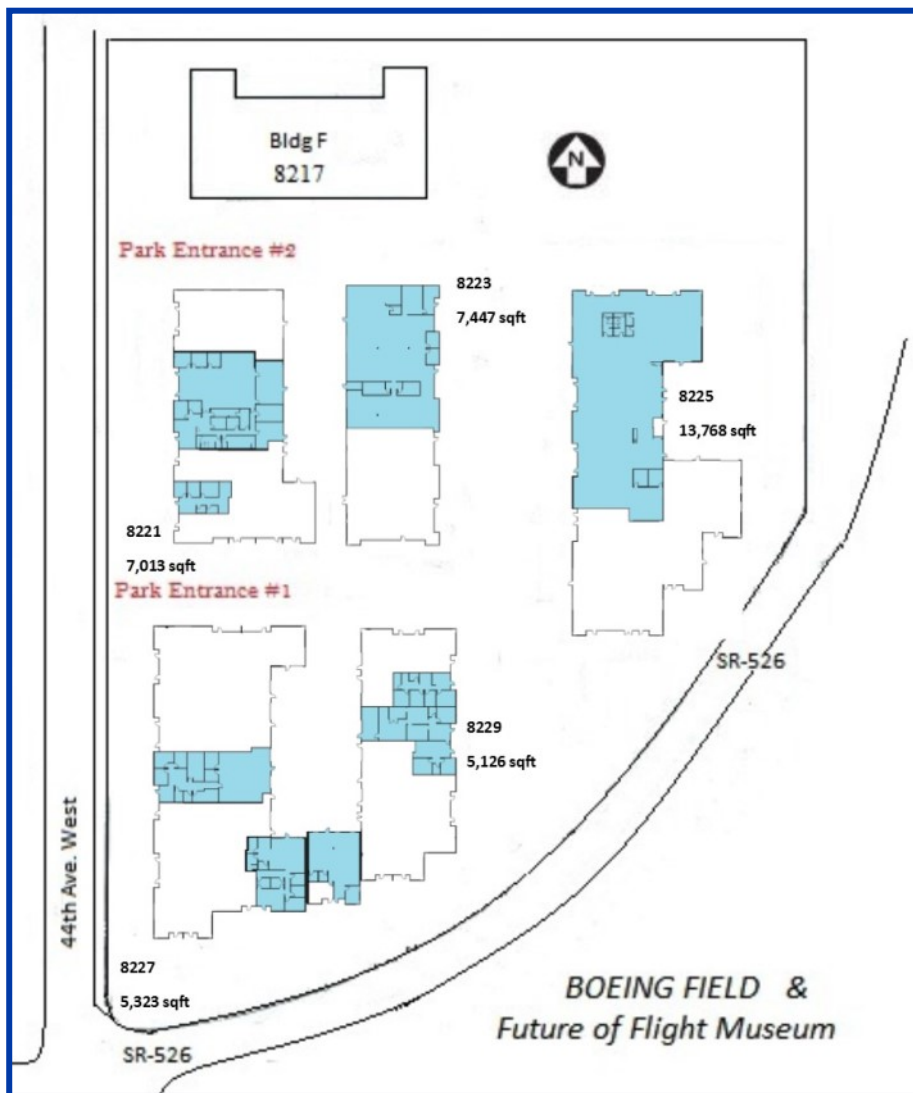 Bldg F
8217
N
Park Entrance #2
8223
7,447 sqft
8225
13,768 sqft
8221
7,013 sqft
Park Entrance #1
SR-526
8229
5,126 sqft
44th Ave. West
8227
5,323 sqft
BOEING FIELD &
Future of Flight Museum
SR-526